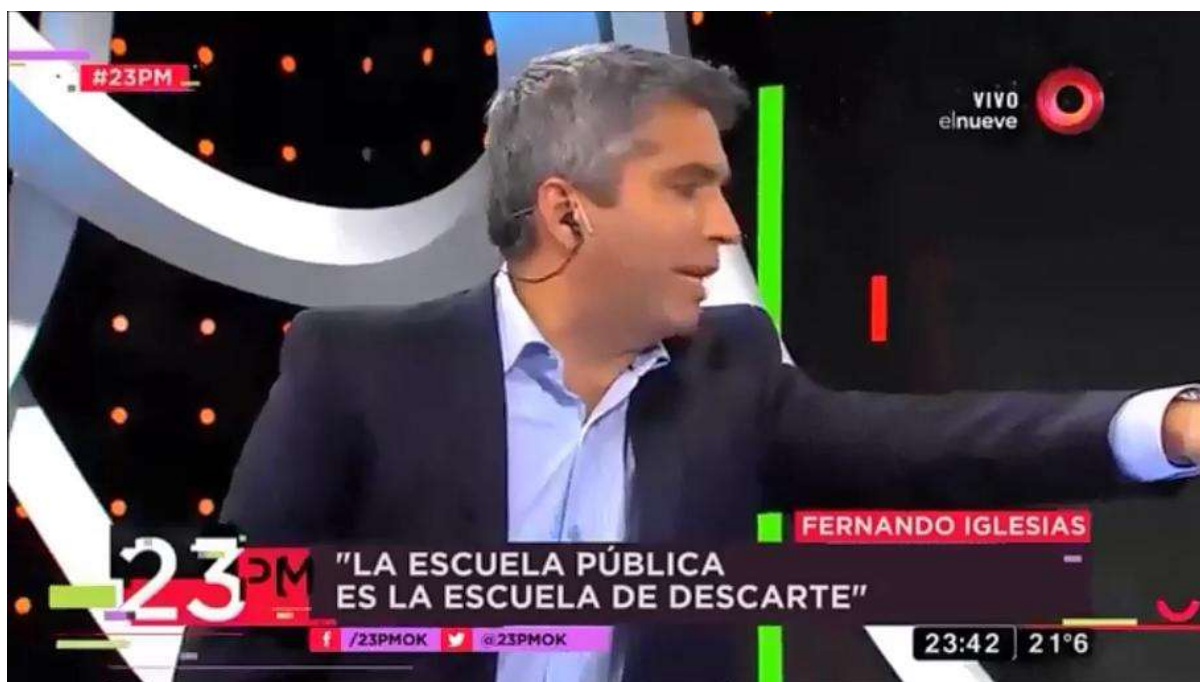 #23PM
VIVO
elnueve
FERNANDO IGLESIAS
23PM
"LA ESCUELA PÚBLICA
ES LA ESCUELA DE DESCARTE"
/23PMOK @23PMOK
23:42 21°6